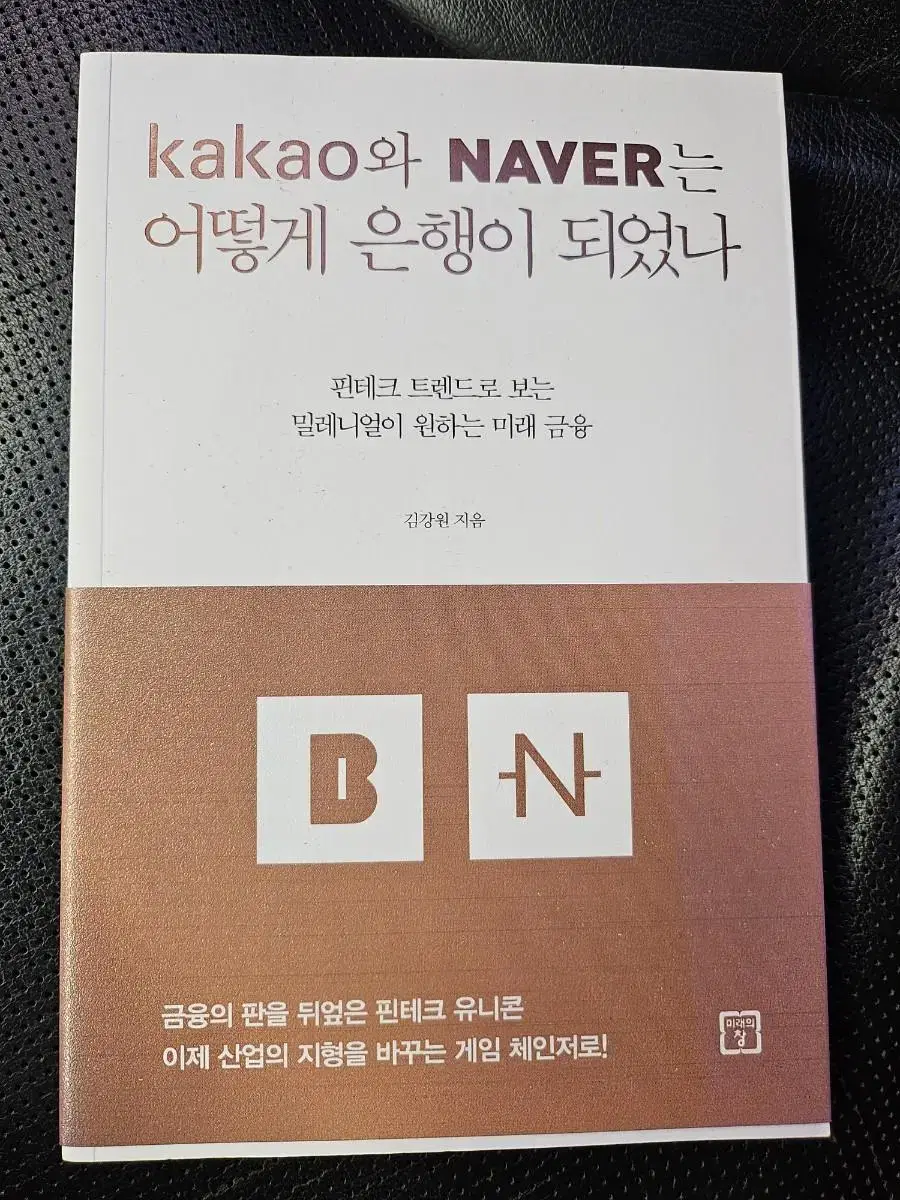 kakao와 NAVER는
어떻게 은행이 되었나
핀테크 트렌드로 보는
밀레니얼이 원하는 미래 금융
김강원 지음
B N
금융의 판을 뒤엎은 핀테크 유니콘
이제 산업의 지형을 바꾸는 게임 체인저로!
미래의
창